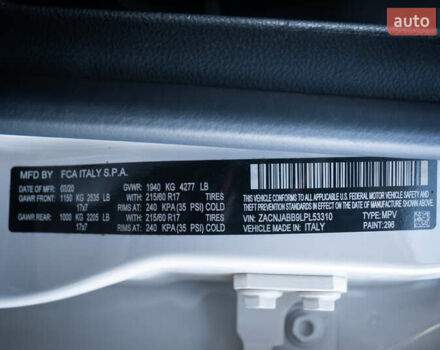 auto
MFD BY FCA ITALY S.P.A.
DATE 03/20 GVWR: 1940 KG 4277 LB
GAWR FRONT: 1150 KG 2535 LB WITH: 215/60 R17 TIRES
17x7 RIMS AT: 240 KPA (35 PSI) COLD
GAWR REAR: 1000 KG 2205 LB WITH: 215/60 R17 TIRES
17x7 RIMS AT: 240 KPA (35 PSI) COLD
THIS VEHICLE CONFORMS TO ALL APPLICABLE U.S. FEDERAL MOTOR VEHICLE SAFETY, BUMPER AND
THEFT PREVENTION STANDARDS IN EFFECT ON THE DATE OF MANUFACTURE SHOWN ABOVE.
VIN: ZACNJABB9LPL53310 TYPE: MPV
VEHICLE MADE IN: ITALY PAINT: 296